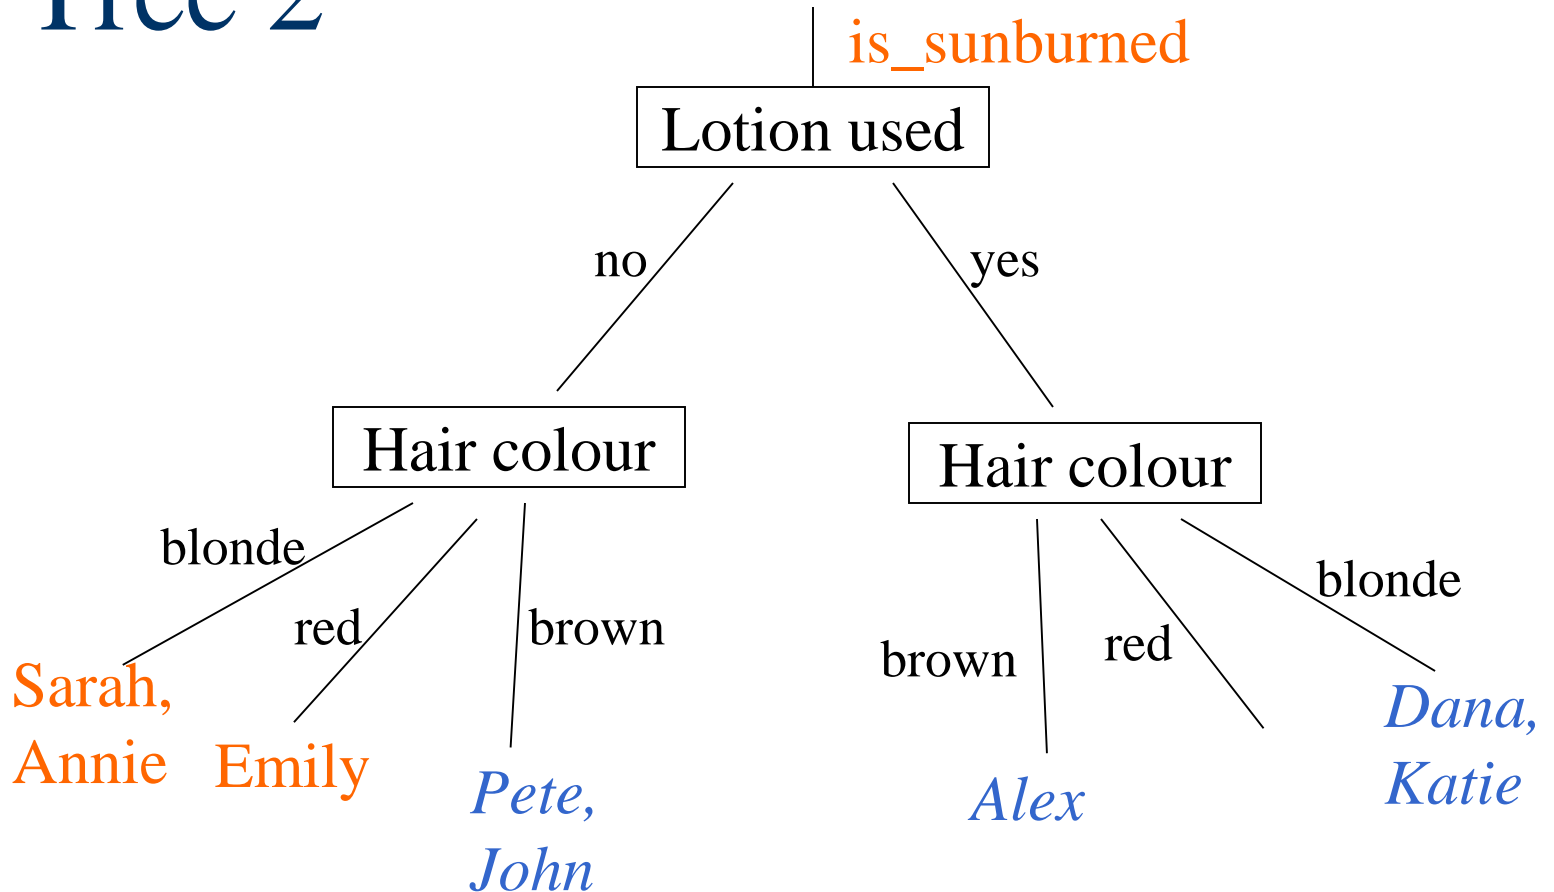 Tree 2
is_sunburned
Lotion used
no
yes
Hair colour
Hair colour
blonde
red
brown
brown
red
blonde
Sarah,
Annie
Emily
Pete,
John
Alex
Dana,
Katie